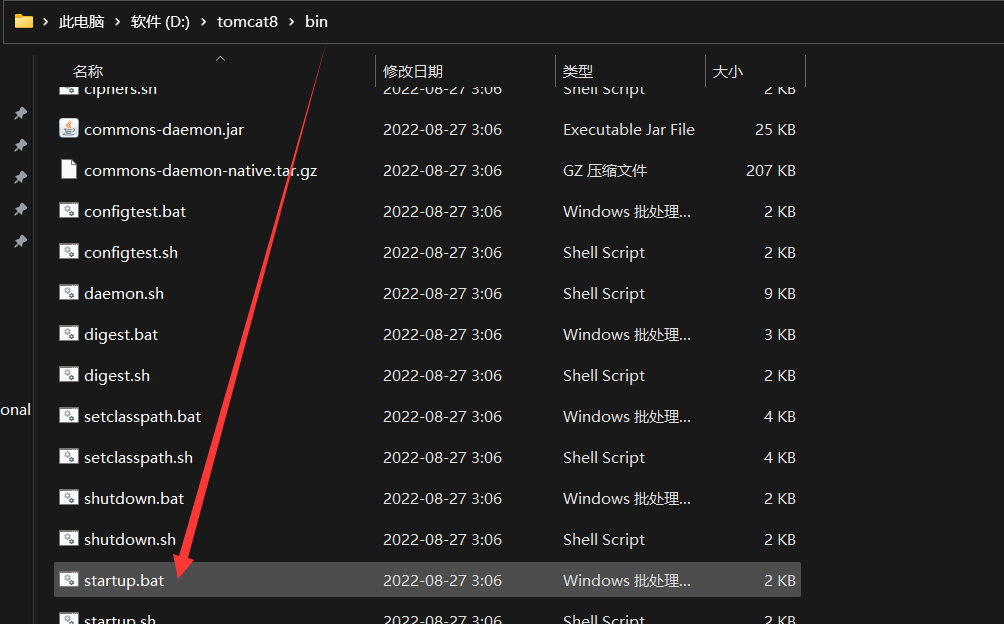 此电脑 > 软件 (D:) > tomcat8 > bin
名称 修改日期 类型 大小
ciphers.sh 2022-08-27 3:06 Shell Script 2 KB
commons-daemon.jar 2022-08-27 3:06 Executable Jar File 25 KB
commons-daemon-native.tar.gz 2022-08-27 3:06 GZ 压缩文件 207 KB
configtest.bat 2022-08-27 3:06 Windows 批处理... 2 KB
configtest.sh 2022-08-27 3:06 Shell Script 2 KB
daemon.sh 2022-08-27 3:06 Shell Script 9 KB
digest.bat 2022-08-27 3:06 Windows 批处理... 3 KB
digest.sh 2022-08-27 3:06 Shell Script 2 KB
onal
setclasspath.bat 2022-08-27 3:06 Windows 批处理... 4 KB
setclasspath.sh 2022-08-27 3:06 Shell Script 4 KB
shutdown.bat 2022-08-27 3:06 Windows 批处理... 2 KB
shutdown.sh 2022-08-27 3:06 Shell Script 2 KB
startup.bat 2022-08-27 3:06 Windows 批处理... 2 KB
startup.sh 2022-08-27 3:06 Shell Script 2 KB